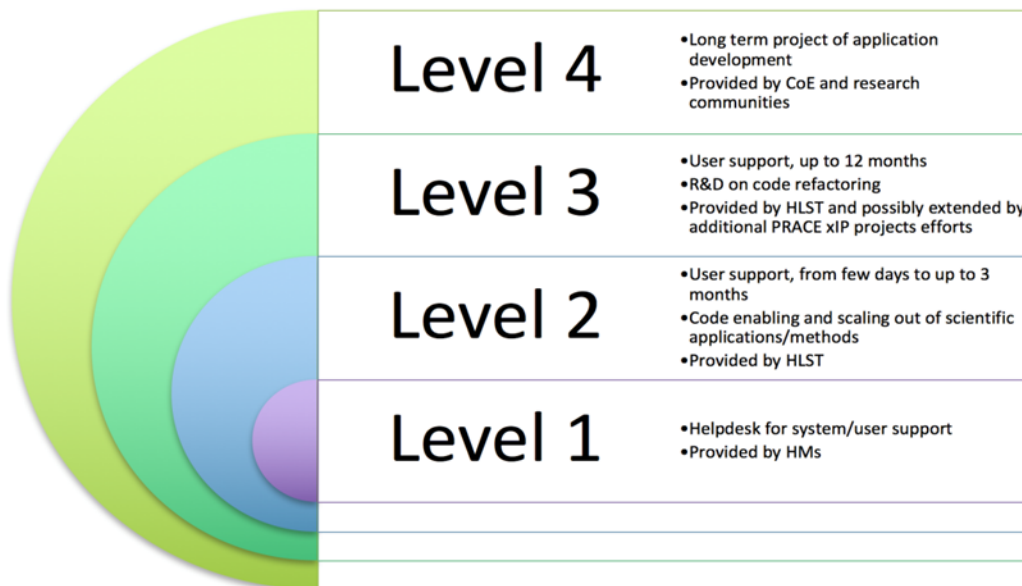 Level 4
•Long term project of application
development
•Provided by CoE and research
communities
Level 3
•User support, up to 12 months
•R&D on code refactoring
•Provided by HLST and possibly extended by
additional PRACE xIP projects efforts
Level 2
•User support, from few days to up to 3
months
•Code enabling and scaling out of scientific
applications/methods
•Provided by HLST
Level 1
•Helpdesk for system/user support
•Provided by HMs